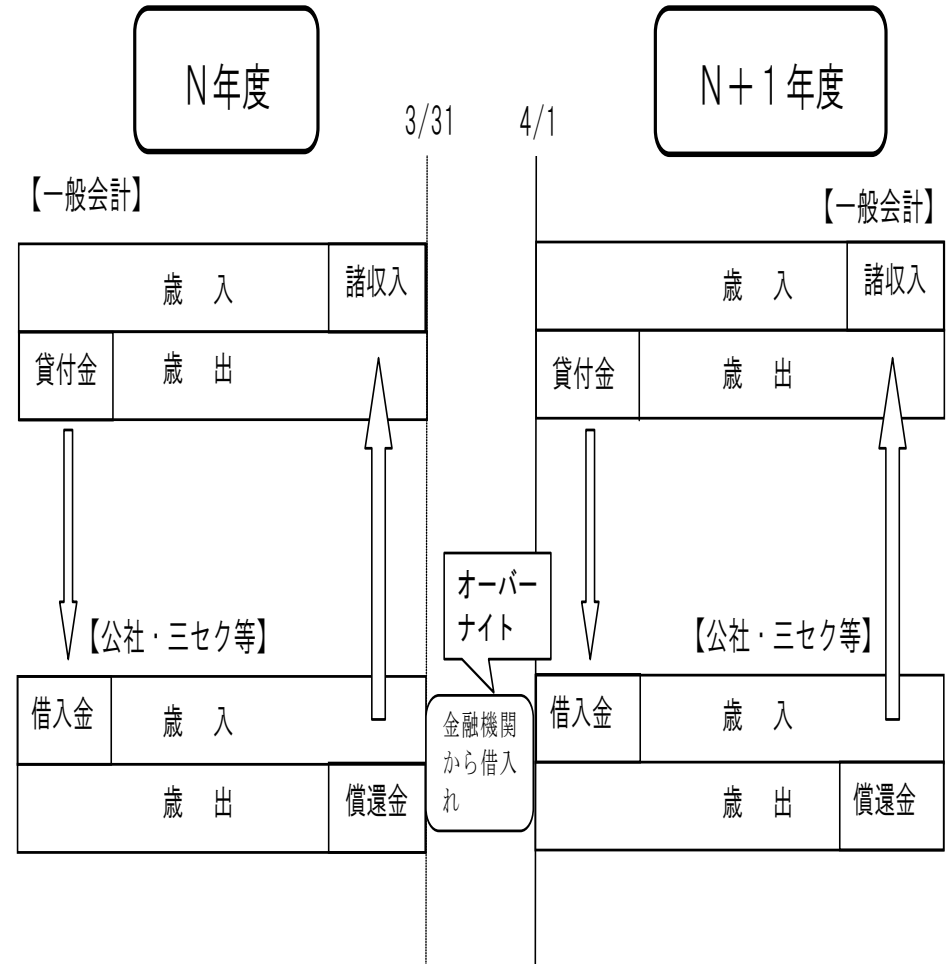 N年度
N＋1年度
3/31
4/1
【一般会計】
【一般会計】
歳　入
諸収入
歳　入
諸収入
貸付金
歳　出
貸付金
歳　出
オーバー
ナイト
【公社・三セク等】
【公社・三セク等】
借入金
歳　入
金融機関
から借入
れ
借入金
歳　入
歳　出
償還金
歳　出
償還金